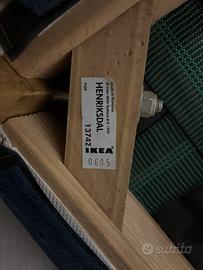 HENRIKSDAL
13742
IKEA
0605
subito